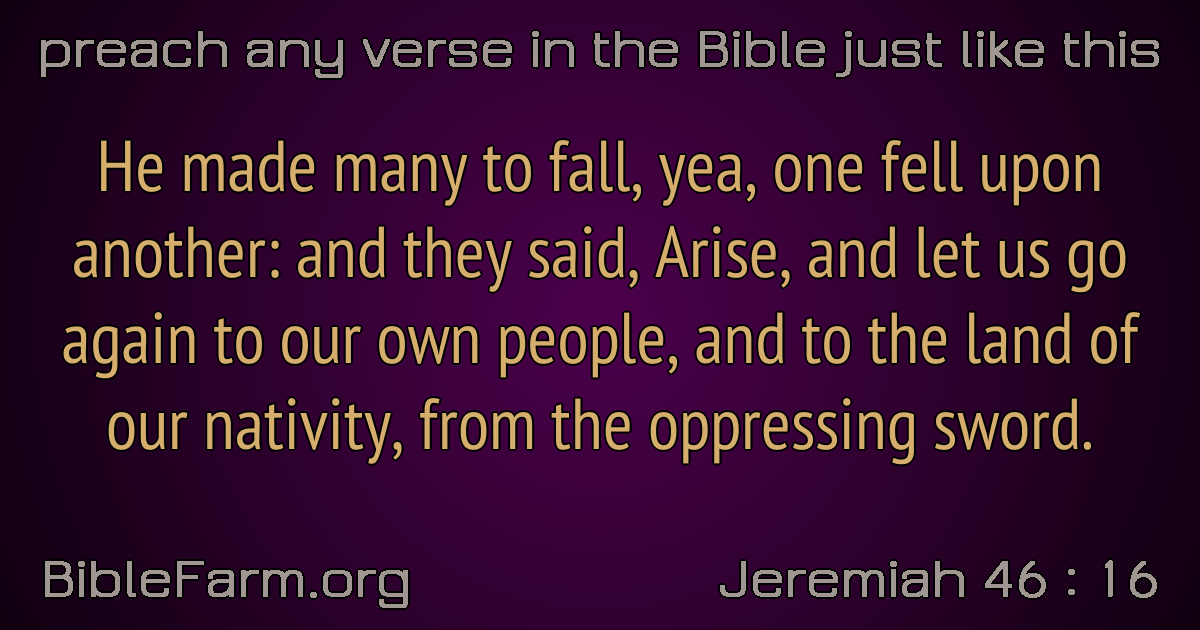 preach any verse in the Bible just like this
He made many to fall, yea, one fell upon
another: and they said, Arise, and let us go
again to our own people, and to the land of
our nativity, from the oppressing sword.
BibleFarm.org
Jeremiah 46 : 16